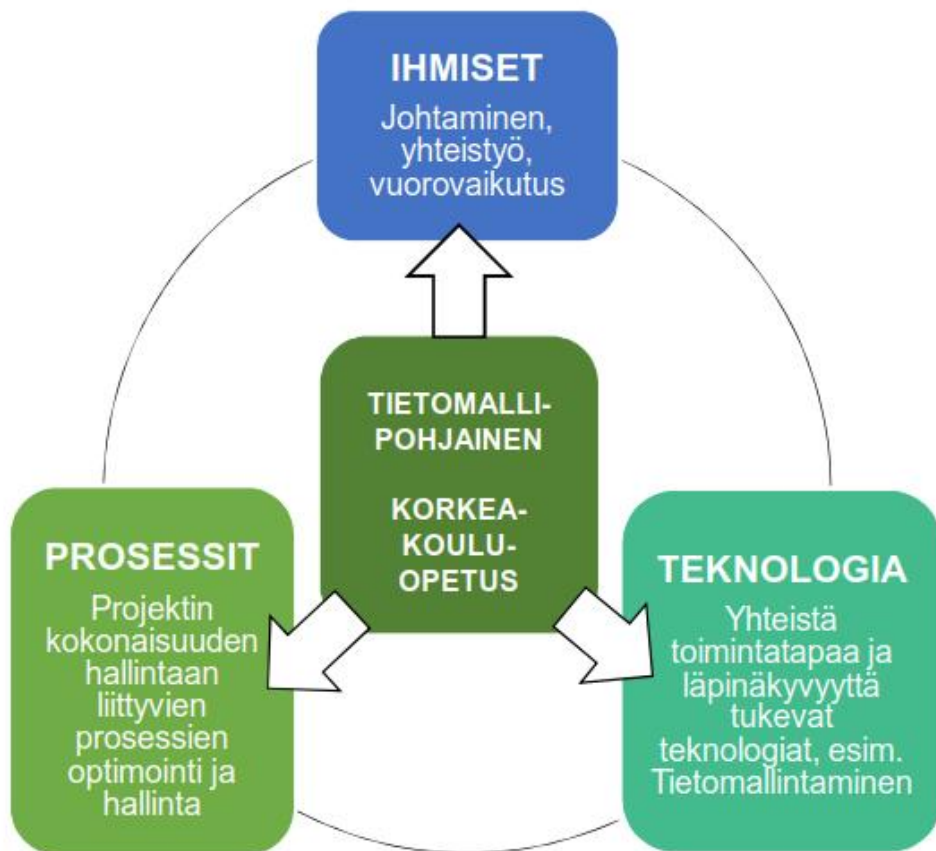 IHMISET
Johtaminen,
yhteistyö,
vuorovaikutus
TIETOMALLI-
POHJAINEN
KORKEA-
KOULU-
OPETUS
PROSESSIT
Projektin
kokonaisuuden
hallintaan
liittyvien
prosessien
optimointi ja
hallinta
TEKNOLOGIA
Yhteistä
toimintatapaa ja
läpinäkyvyyttä
tukevat
teknologiat, esim.
Tietomallintaminen